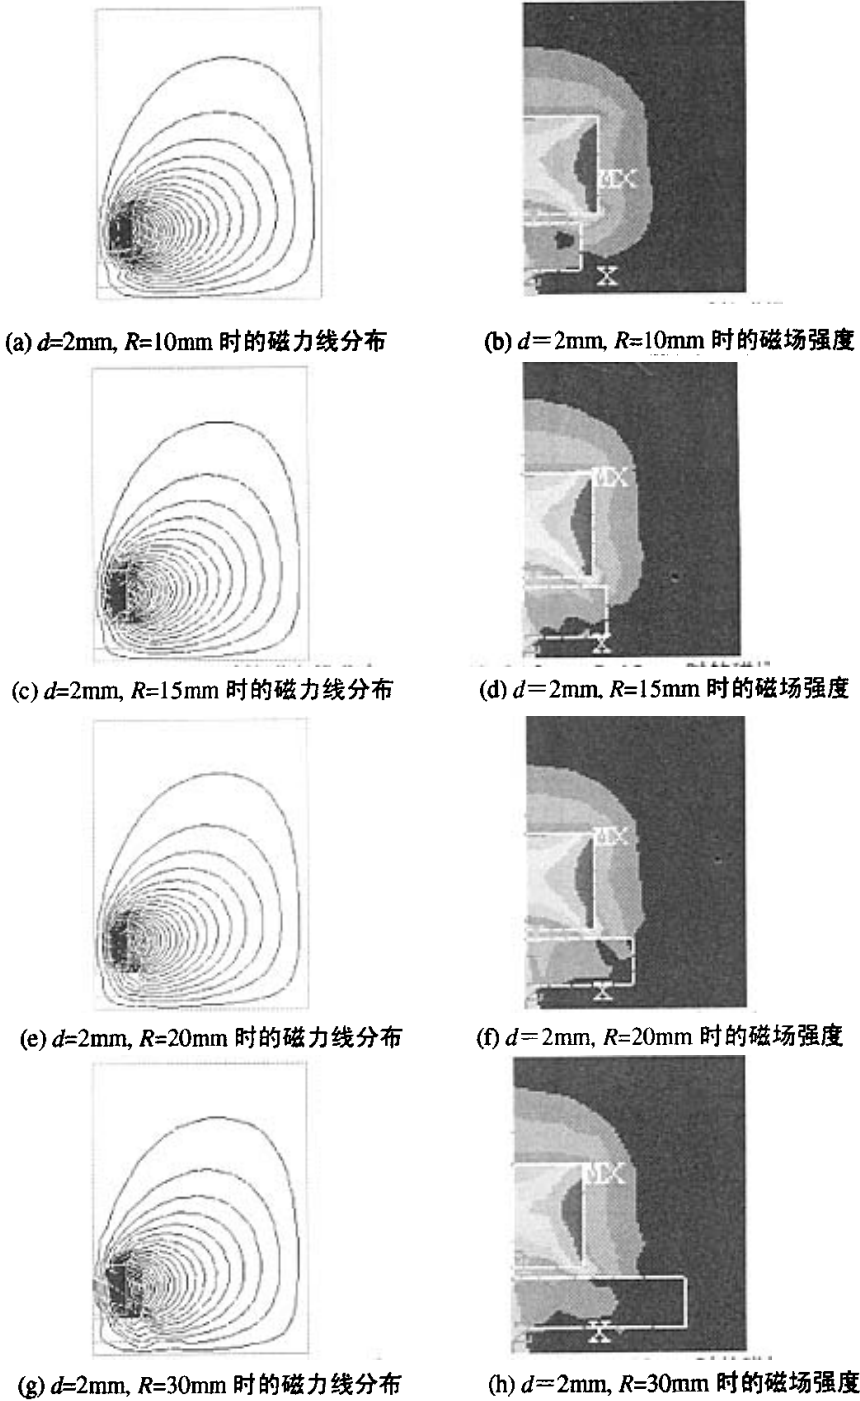 MX
X
(a) d=2mm, R=10mm 时的磁力线分布
(b) d=2mm, R=10mm 时的磁场强度
MX
X
(c) d=2mm, R=15mm 时的磁力线分布
(d) d=2mm, R=15mm 时的磁场强度
MX
X
(e) d=2mm, R=20mm 时的磁力线分布
(f) d=2mm, R=20mm 时的磁场强度
MX
X
(g) d=2mm, R=30mm 时的磁力线分布
(h) d=2mm, R=30mm 时的磁场强度